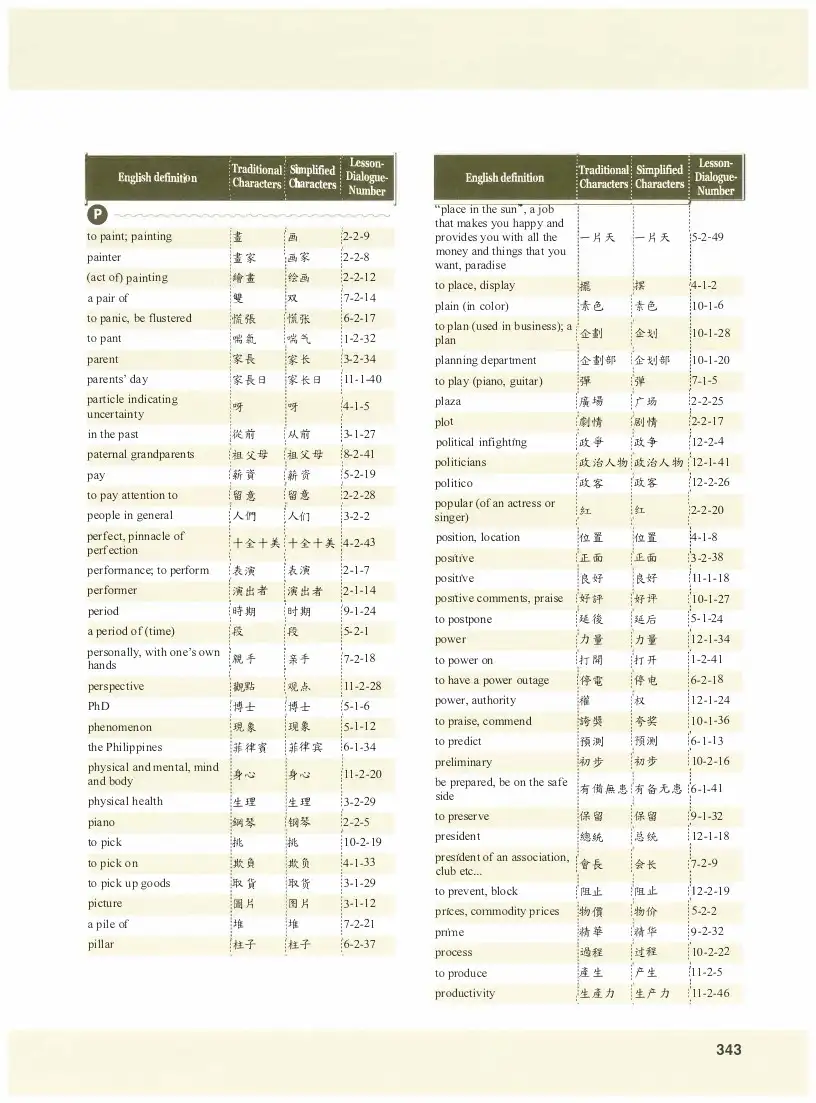 English definition Traditional Characters Simplified Characters Lesson-Dialogue-Number
P
to paint; painting 畫 画 2-2-9
painter 畫家 画家 2-2-8
(act of) painting 繪畫 绘画 2-2-12
a pair of 雙 双 7-2-14
to panic, be flustered 慌張 慌张 6-2-17
to pant 喘氣 喘气 1-2-32
parent 家長 家长 3-2-34
parents' day 家長日 家长日 11-1-40
particle indicating
uncertainty 呀 呀 4-1-5
in the past 從前 从前 3-1-27
paternal grandparents 祖父母 祖父母 8-2-41
pay 薪資 薪资 5-2-19
to pay attention to 留意 留意 2-2-28
people in general 人們 人们 3-2-2
perfect, pinnacle of
perfection 十全十美 十全十美 4-2-43
performance; to perform 表演 表演 2-1-7
performer 演出者 演出者 2-1-14
period 時期 时期 9-1-24
a period of (time) 段 段 5-2-1
personally, with one's own
hands 親手 亲手 7-2-18
perspective 觀點 观点 11-2-28
PhD 博士 博士 5-1-6
phenomenon 現象 现象 5-1-12
the Philippines 菲律賓 菲律宾 6-1-34
physical and mental, mind
and body 身心 身心 11-2-20
physical health 生理 生理 3-2-29
piano 鋼琴 钢琴 2-2-5
to pick 挑 挑 10-2-19
to pick on 欺負 欺负 4-1-33
to pick up goods 取貨 取货 3-1-29
picture 圖片 图片 3-1-12
a pile of 堆 堆 7-2-21
pillar 柱子 柱子 6-2-37
English definition Traditional Characters Simplified Characters Lesson-Dialogue-Number
"place in the sun", a job
that makes you happy and
provides you with all the
money and things that you
want, paradise 一片天 一片天 5-2-49
to place, display 擺 摆 4-1-2
plain (in color) 素色 素色 10-1-6
to plan (used in business); a
plan 企劃 企划 10-1-28
planning department 企劃部 企划部 10-1-20
to play (piano, guitar) 彈 弹 7-1-5
plaza 廣場 广场 2-2-25
plot 劇情 剧情 2-2-17
political infighting 政爭 政争 12-2-4
politicians 政治人物 政治人物 12-1-41
politico 政客 政客 12-2-26
popular (of an actress or
singer) 紅 红 2-2-20
position, location 位置 位置 4-1-8
positive 正面 正面 3-2-38
positive 良好 良好 11-1-18
positive comments, praise 好評 好评 10-1-27
to postpone 延後 延后 5-1-24
power 力量 力量 12-1-34
to power on 打開 打开 1-2-41
to have a power outage 停電 停电 6-2-18
power, authority 權 权 12-1-24
to praise, commend 誇獎 夸奖 10-1-36
to predict 預測 预测 6-1-13
preliminary 初步 初步 10-2-16
be prepared, be on the safe
side 有備無患 有备无患 6-1-41
to preserve 保留 保留 9-1-32
president 總統 总统 12-1-18
president of an association,
club etc... 會長 会长 7-2-9
to prevent, block 阻止 阻止 12-2-19
prices, commodity prices 物價 物价 5-2-2
prime 精華 精华 9-2-32
process 過程 过程 10-2-22
to produce 產生 产生 11-2-5
productivity 生產力 生产力 11-2-46
343